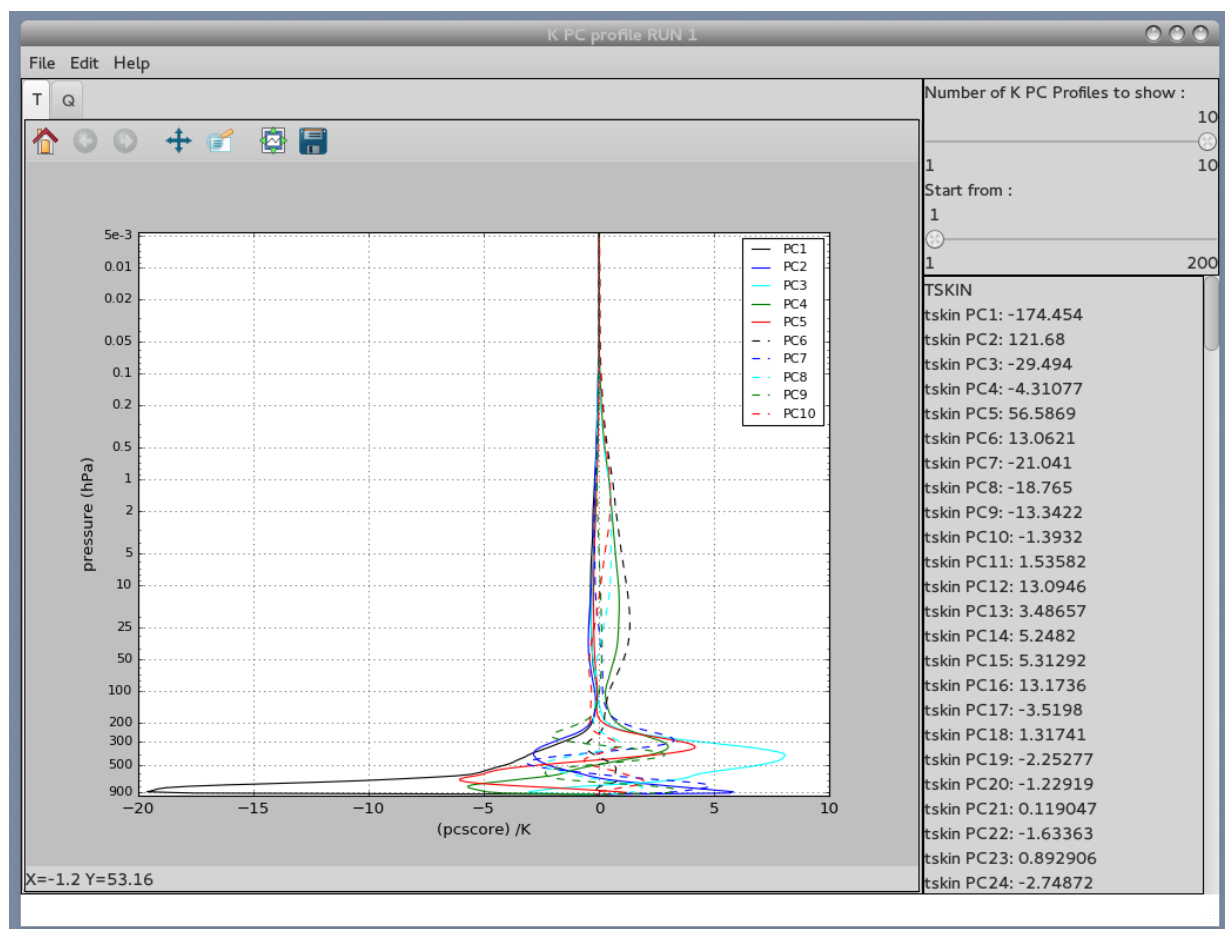 K PC profile RUN 1
File Edit Help
T Q
5e-3
0.01
0.02
0.05
0.1
0.2
0.5
1
2
5
10
25
50
100
200
300
500
900
pressure (hPa)
−20 −15 −10 −5 0 5 10
(pcscore) /K
PC1
PC2
PC3
PC4
PC5
PC6
PC7
PC8
PC9
PC10
X=-1.2 Y=53.16
Number of K PC Profiles to show :
10
1 10
Start from :
1
1 200
TSKIN
tskin PC1: -174.454
tskin PC2: 121.68
tskin PC3: -29.494
tskin PC4: -4.31077
tskin PC5: 56.5869
tskin PC6: 13.0621
tskin PC7: -21.041
tskin PC8: -18.765
tskin PC9: -13.3422
tskin PC10: -1.3932
tskin PC11: 1.53582
tskin PC12: 13.0946
tskin PC13: 3.48657
tskin PC14: 5.2482
tskin PC15: 5.31292
tskin PC16: 13.1736
tskin PC17: -3.5198
tskin PC18: 1.31741
tskin PC19: -2.25277
tskin PC20: -1.22919
tskin PC21: 0.119047
tskin PC22: -1.63363
tskin PC23: 0.892906
tskin PC24: -2.74872